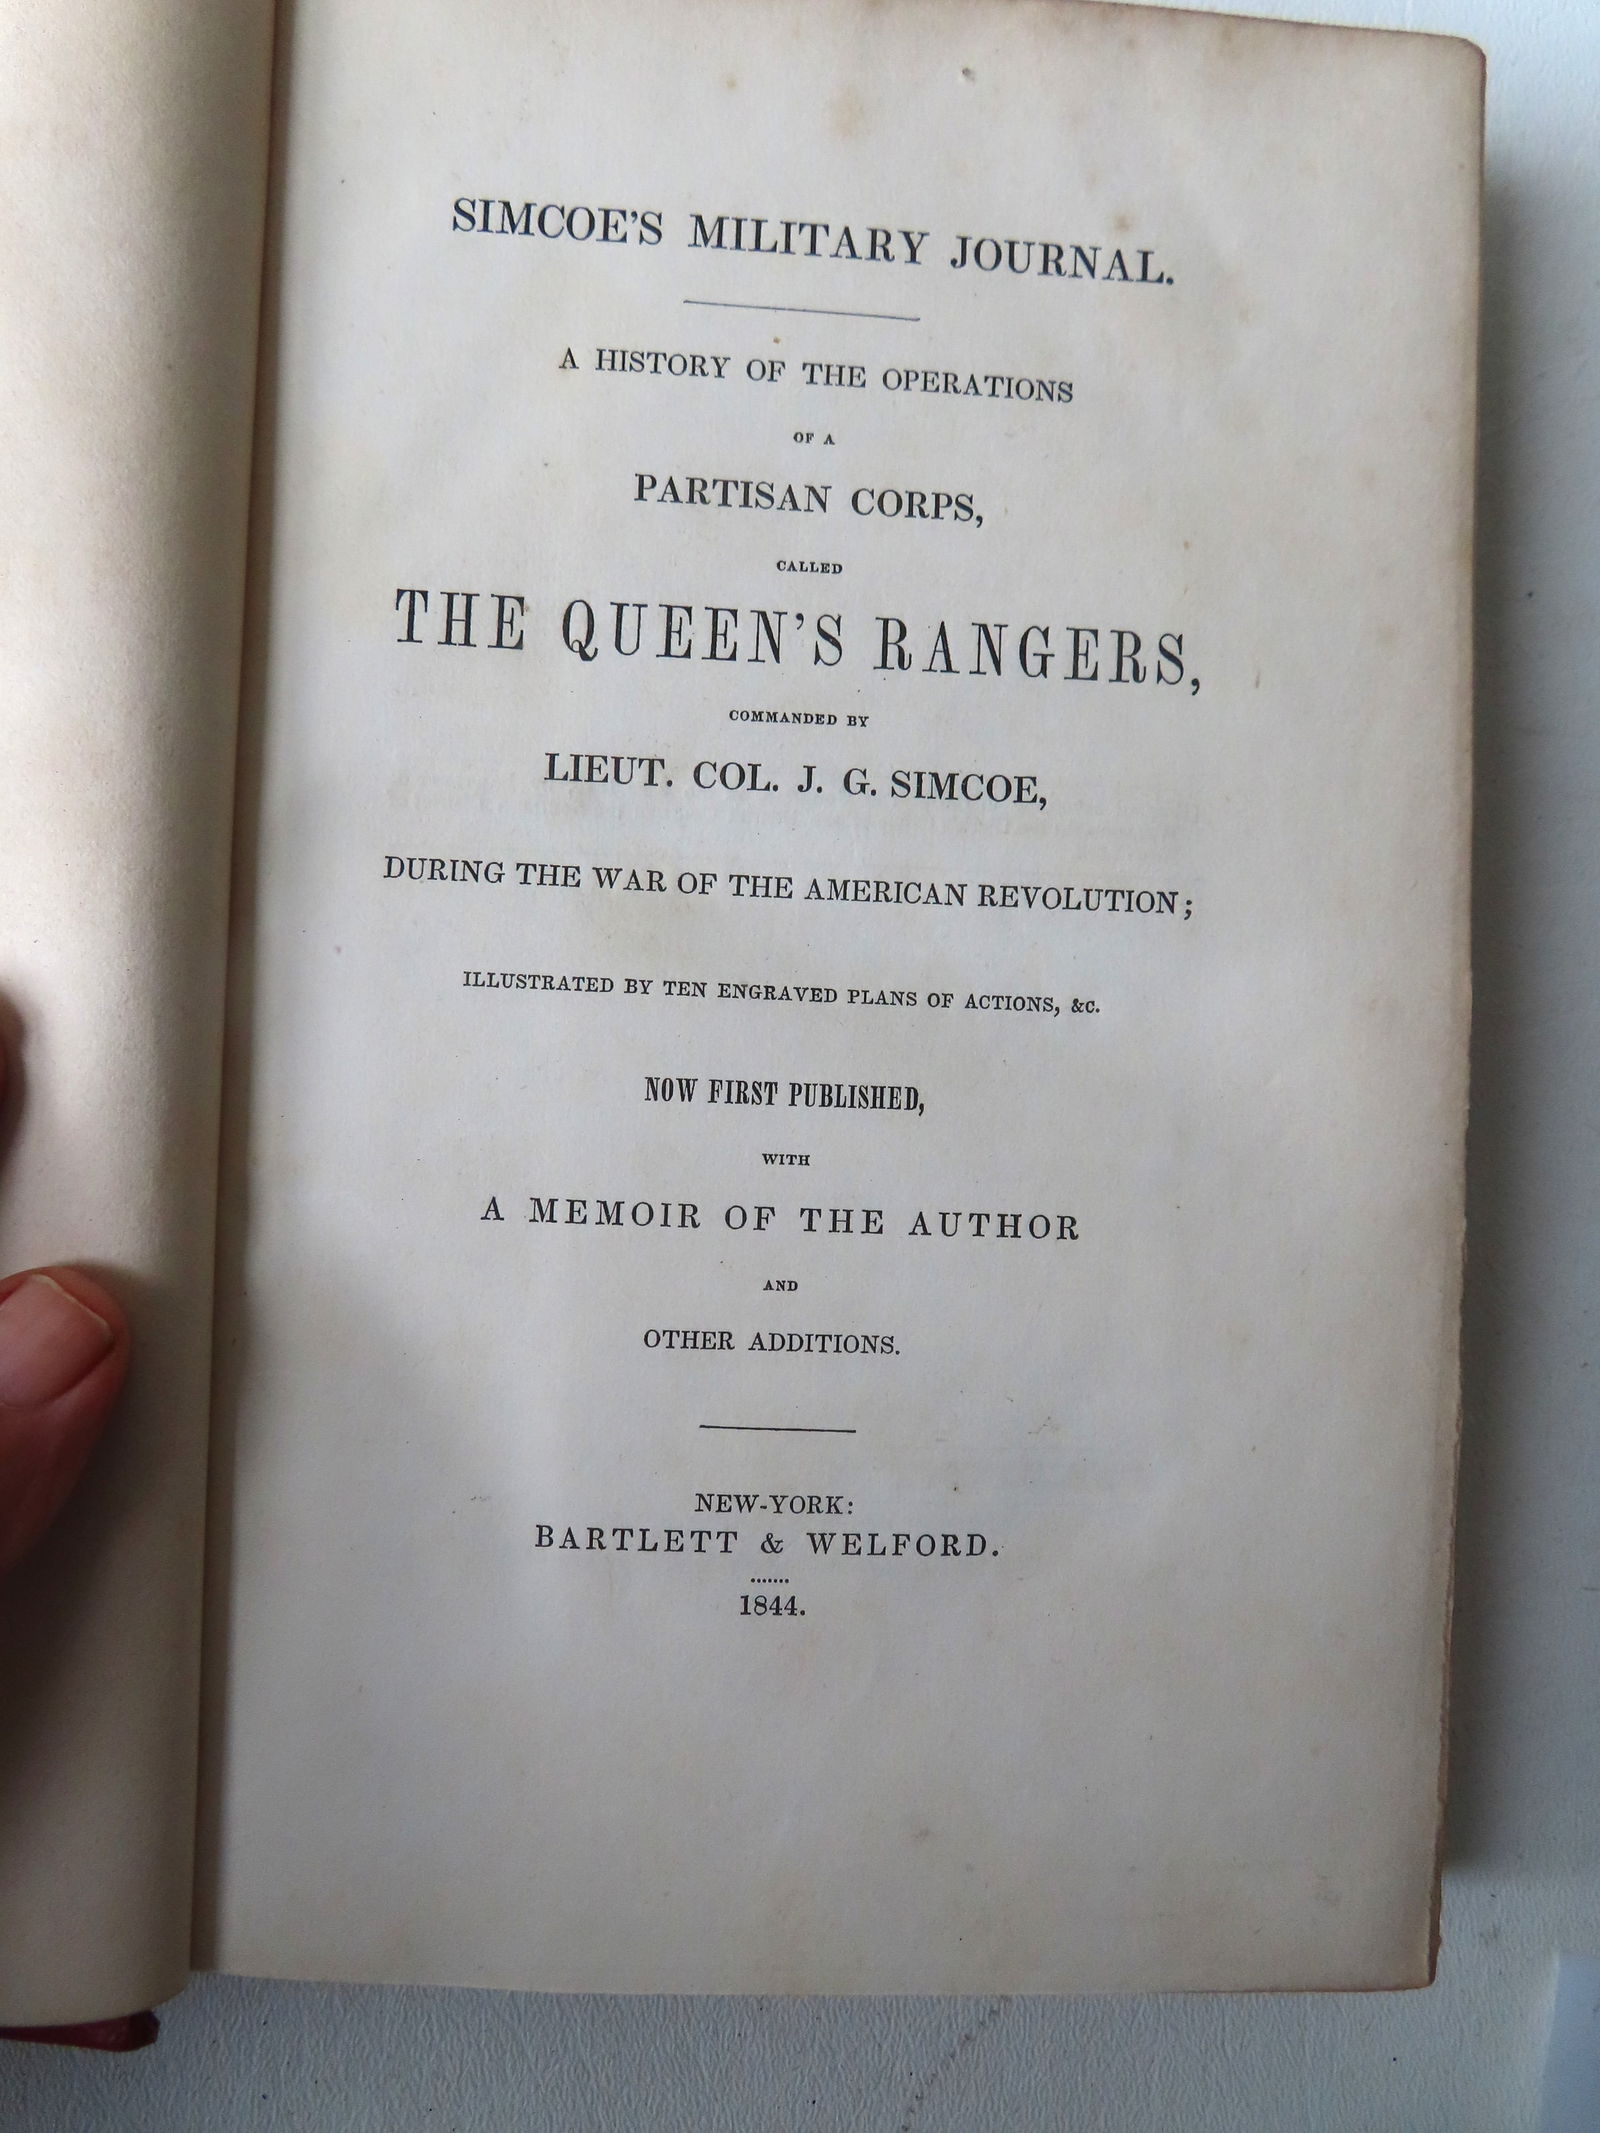 SIMCOE'S MILITARY JOURNAL.
A HISTORY OF THE OPERATIONS
OF A
PARTISAN CORPS,
CALLED
THE QUEEN'S RANGERS,
COMMANDED BY
LIEUT. COL. J. G. SIMCOE,
DURING THE WAR OF THE AMERICAN REVOLUTION;
ILLUSTRATED BY TEN ENGRAVED PLANS OF ACTIONS, &C.
NOW FIRST PUBLISHED,
WITH
A MEMOIR OF THE AUTHOR
AND
OTHER ADDITIONS.
NEW-YORK:
BARTLETT & WELFORD.
.......
1844.